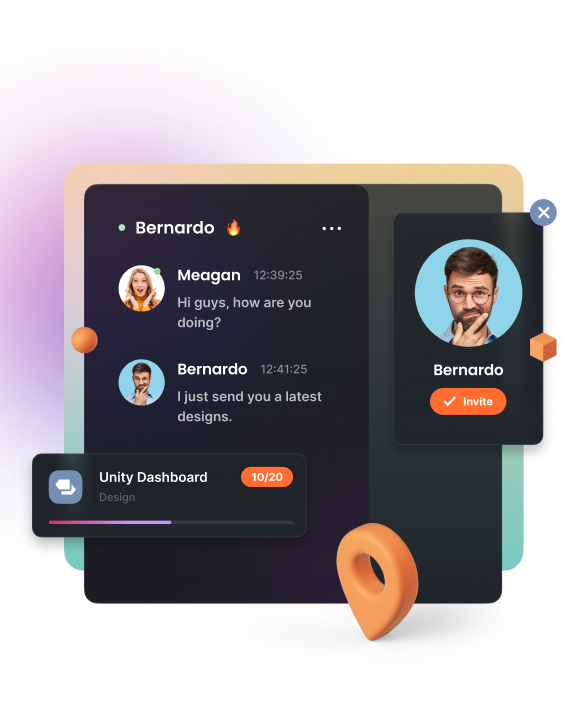 Bernardo 🔥
Meagan 12:39:25
Hi guys, how are you
doing?
Bernardo 12:41:25
I just send you a latest
designs.
Bernardo
Invite
Unity Dashboard 10/20
Design